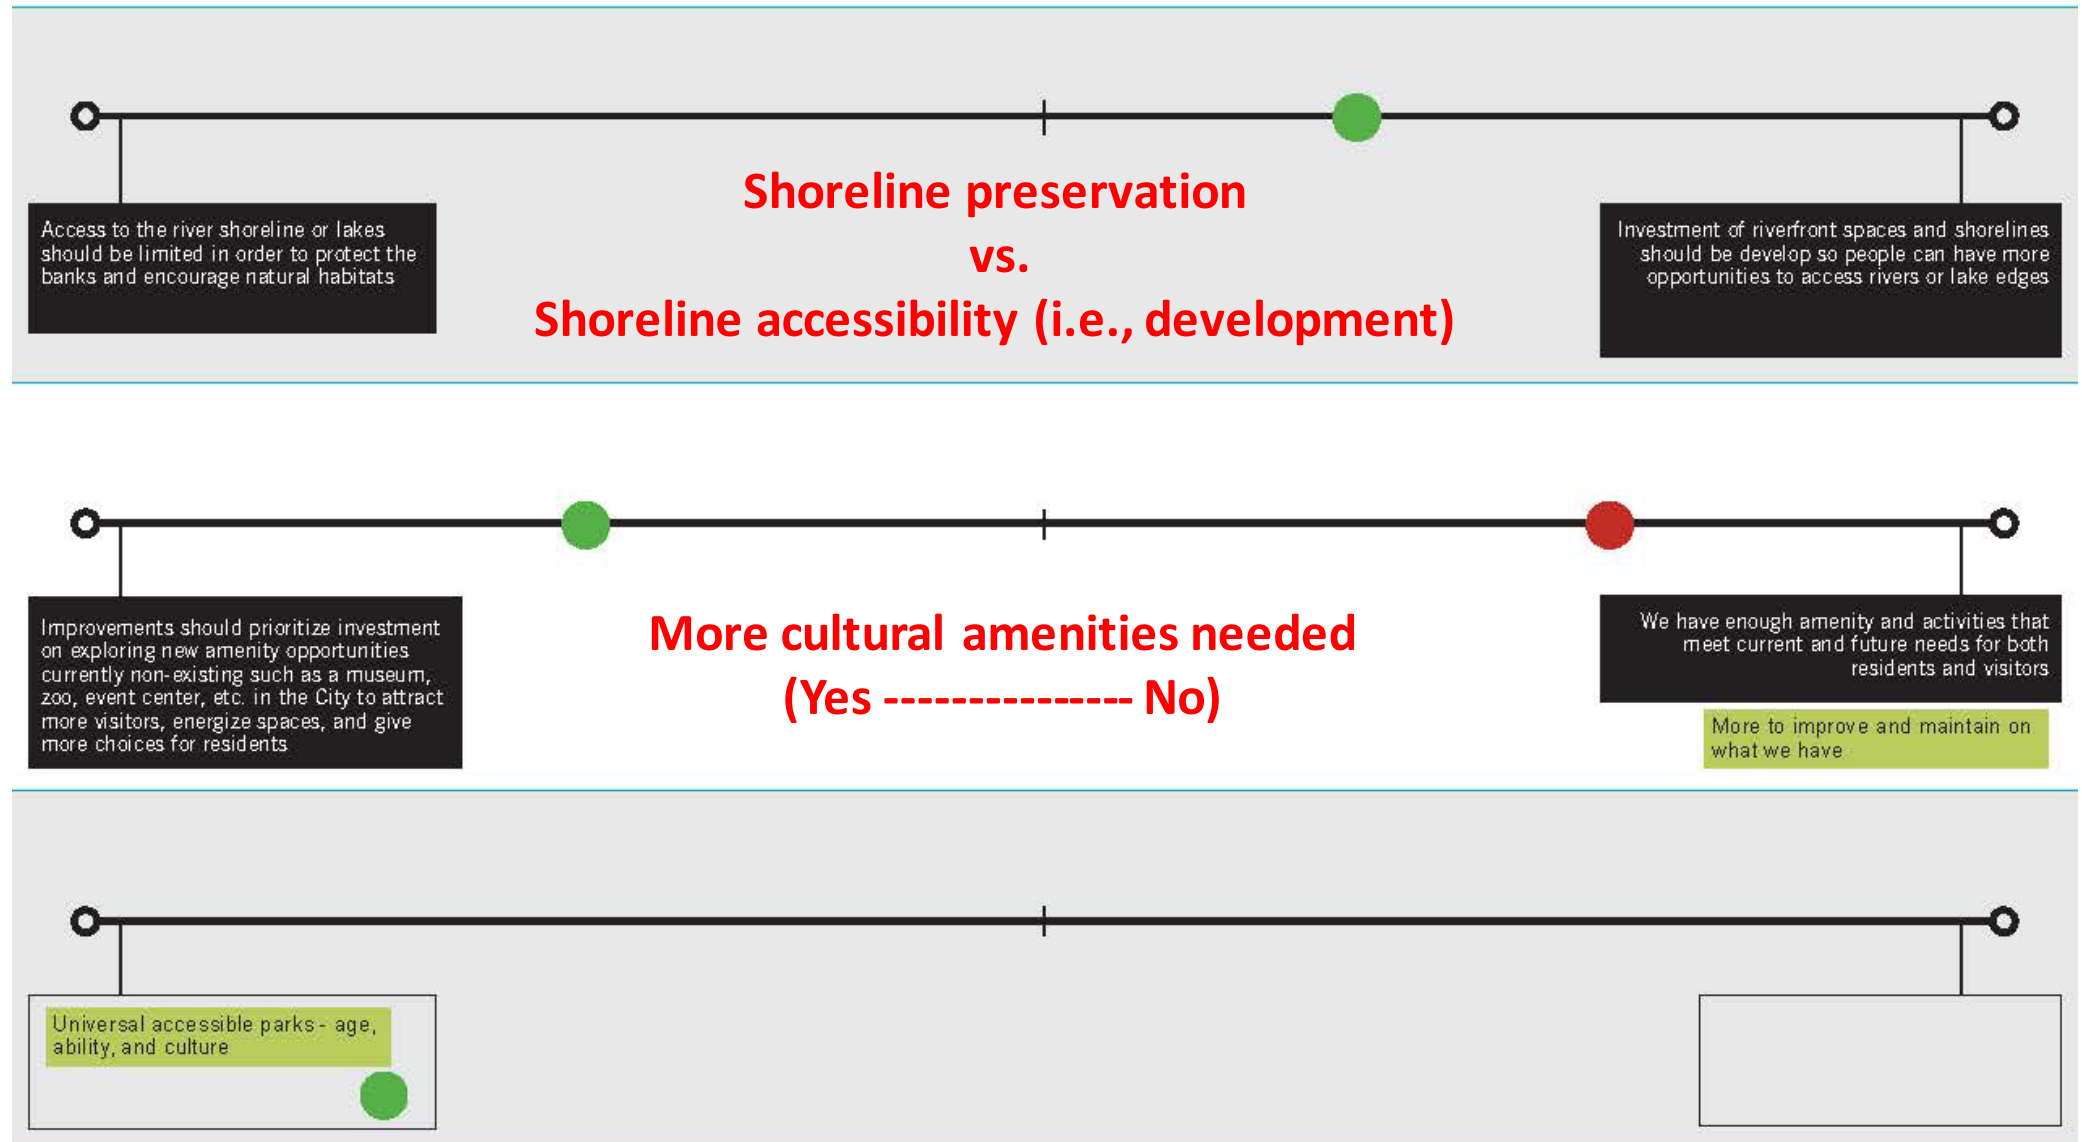 Shoreline preservation
vs.
Shoreline accessibility (i.e., development)
Access to the river shoreline or lakes
should be limited in order to protect the
banks and encourage natural habitats
Investment of riverfront spaces and shorelines
should be develop so people can have more
opportunities to access rivers or lake edges
More cultural amenities needed
(Yes --------------- No)
Improvements should prioritize investment
on exploring new amenity opportunities
currently non-existing such as a museum,
zoo, event center, etc. in the City to attract
more visitors, energize spaces, and give
more choices for residents
We have enough amenity and activities that
meet current and future needs for both
residents and visitors
More to improve and maintain on
what we have
Universal accessible parks - age,
ability, and culture